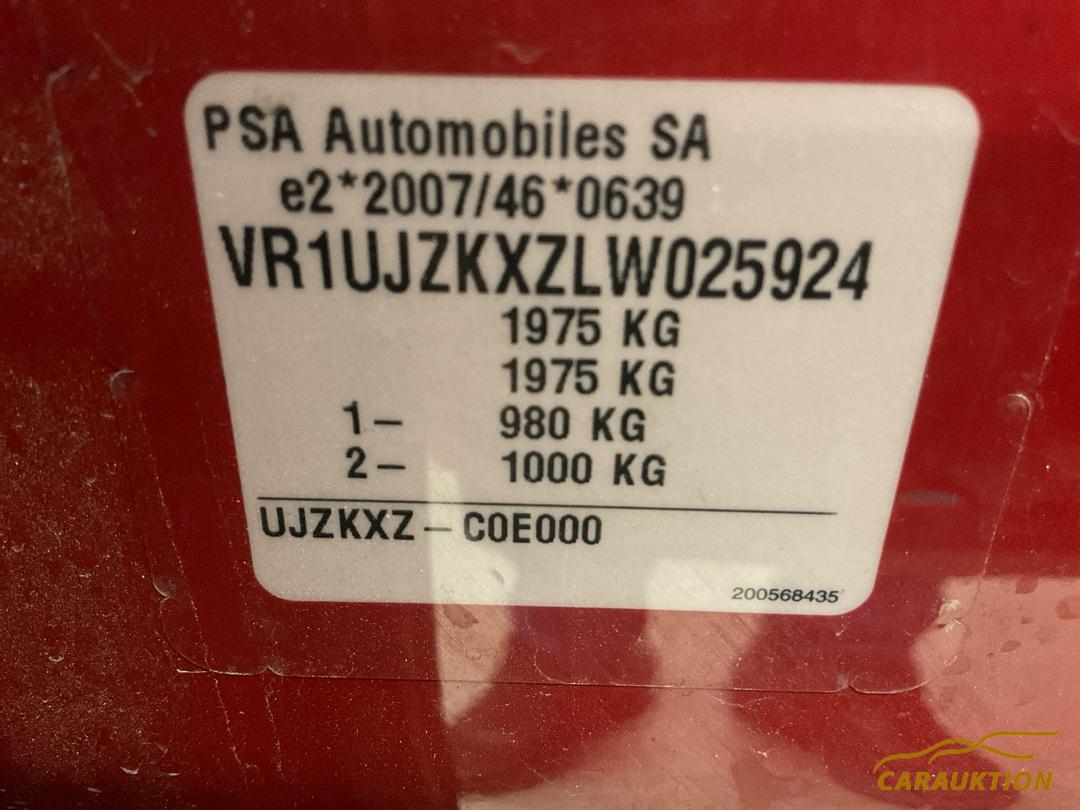 PSA Automobiles SA
e2*2007/46*0639
VR1UJZKXZLW025924
1975 KG
1975 KG
1- 980 KG
2- 1000 KG
UJZKXZ - C0E000
200568435
CARAUKTION